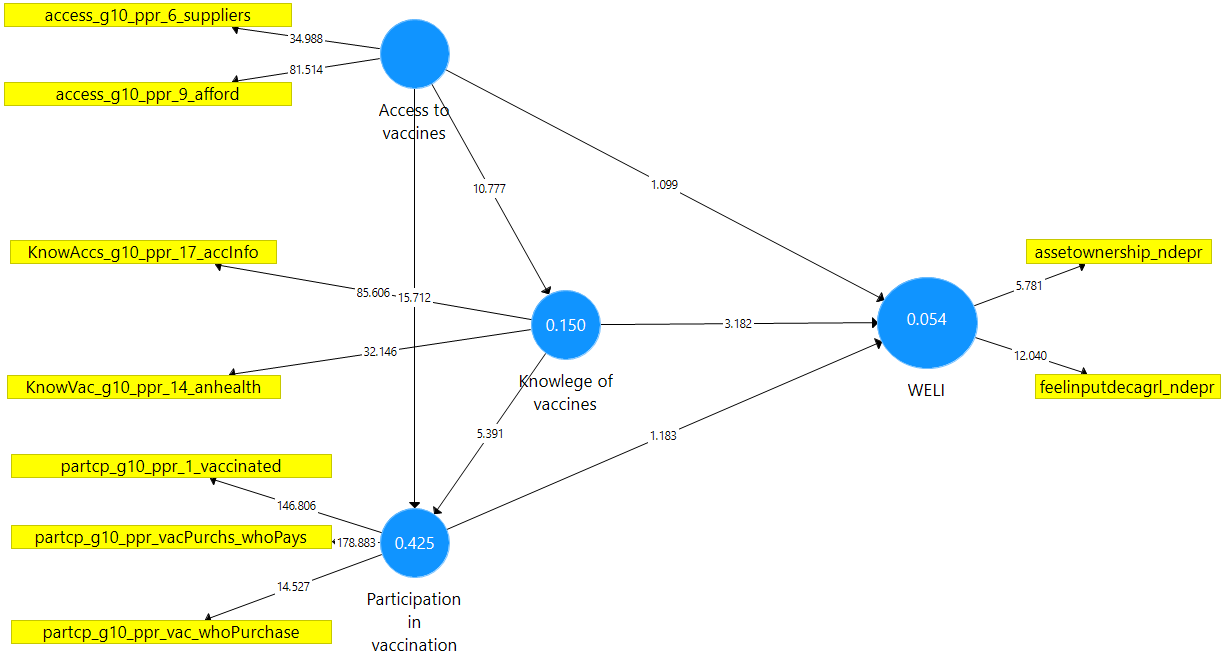 access_g10_ppr_6_suppliers
34.988
81.514
access_g10_ppr_9_afford
Access to
vaccines
10.777
1.099
KnowAccs_g10_ppr_17_accInfo
85.606
15.712
assetownership_ndepr
5.781
0.150
3.182
0.054
32.146
12.040
KnowVac_g10_ppr_14_anhealth
Knowlege of
vaccines
WELI
feelinputdecagrl_ndepr
5.391
1.183
partcp_g10_ppr_1_vaccinated
146.806
partcp_g10_ppr_vacPurchs_whoPays
178.883
0.425
14.527
Participation
in
vaccination
partcp_g10_ppr_vac_whoPurchase